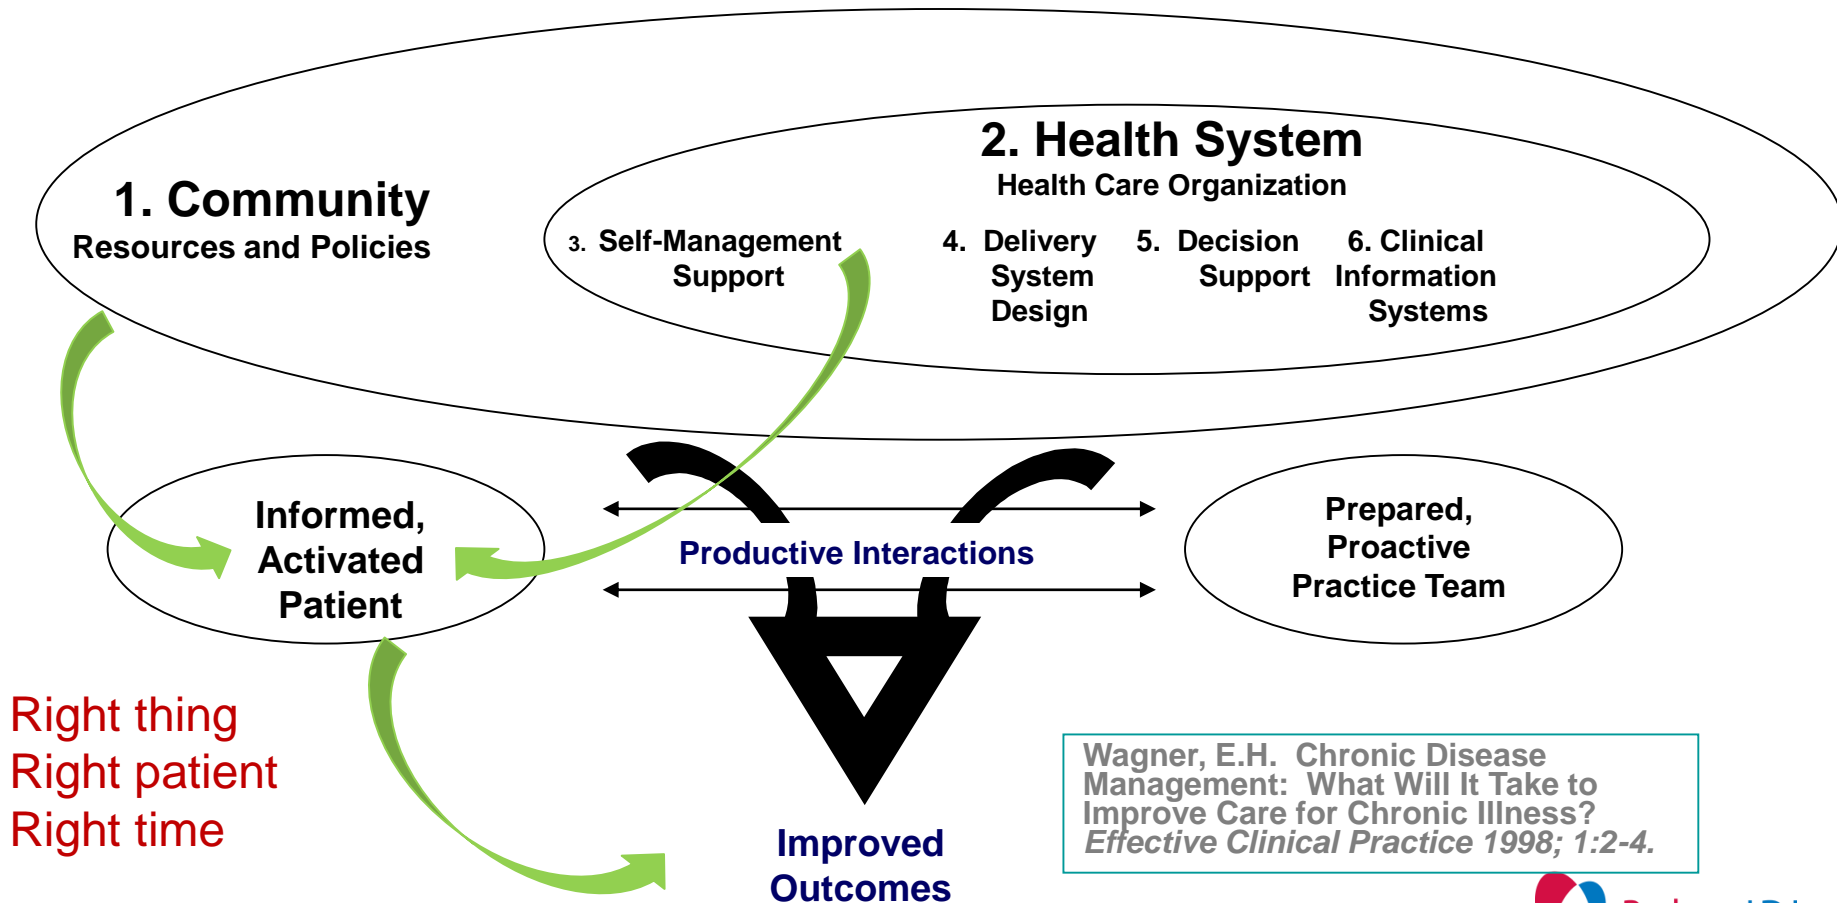 2. Health System
Health Care Organization
1. Community
Resources and Policies
3. Self-Management
Support
4. Delivery
System
Design
5. Decision
Support
6. Clinical
Information
Systems
Informed,
Activated
Patient
Productive Interactions
Prepared,
Proactive
Practice Team
Right thing
Right patient
Right time
Improved
Outcomes
Wagner, E.H. Chronic Disease
Management: What Will It Take to
Improve Care for Chronic Illness?
Effective Clinical Practice 1998; 1:2-4.